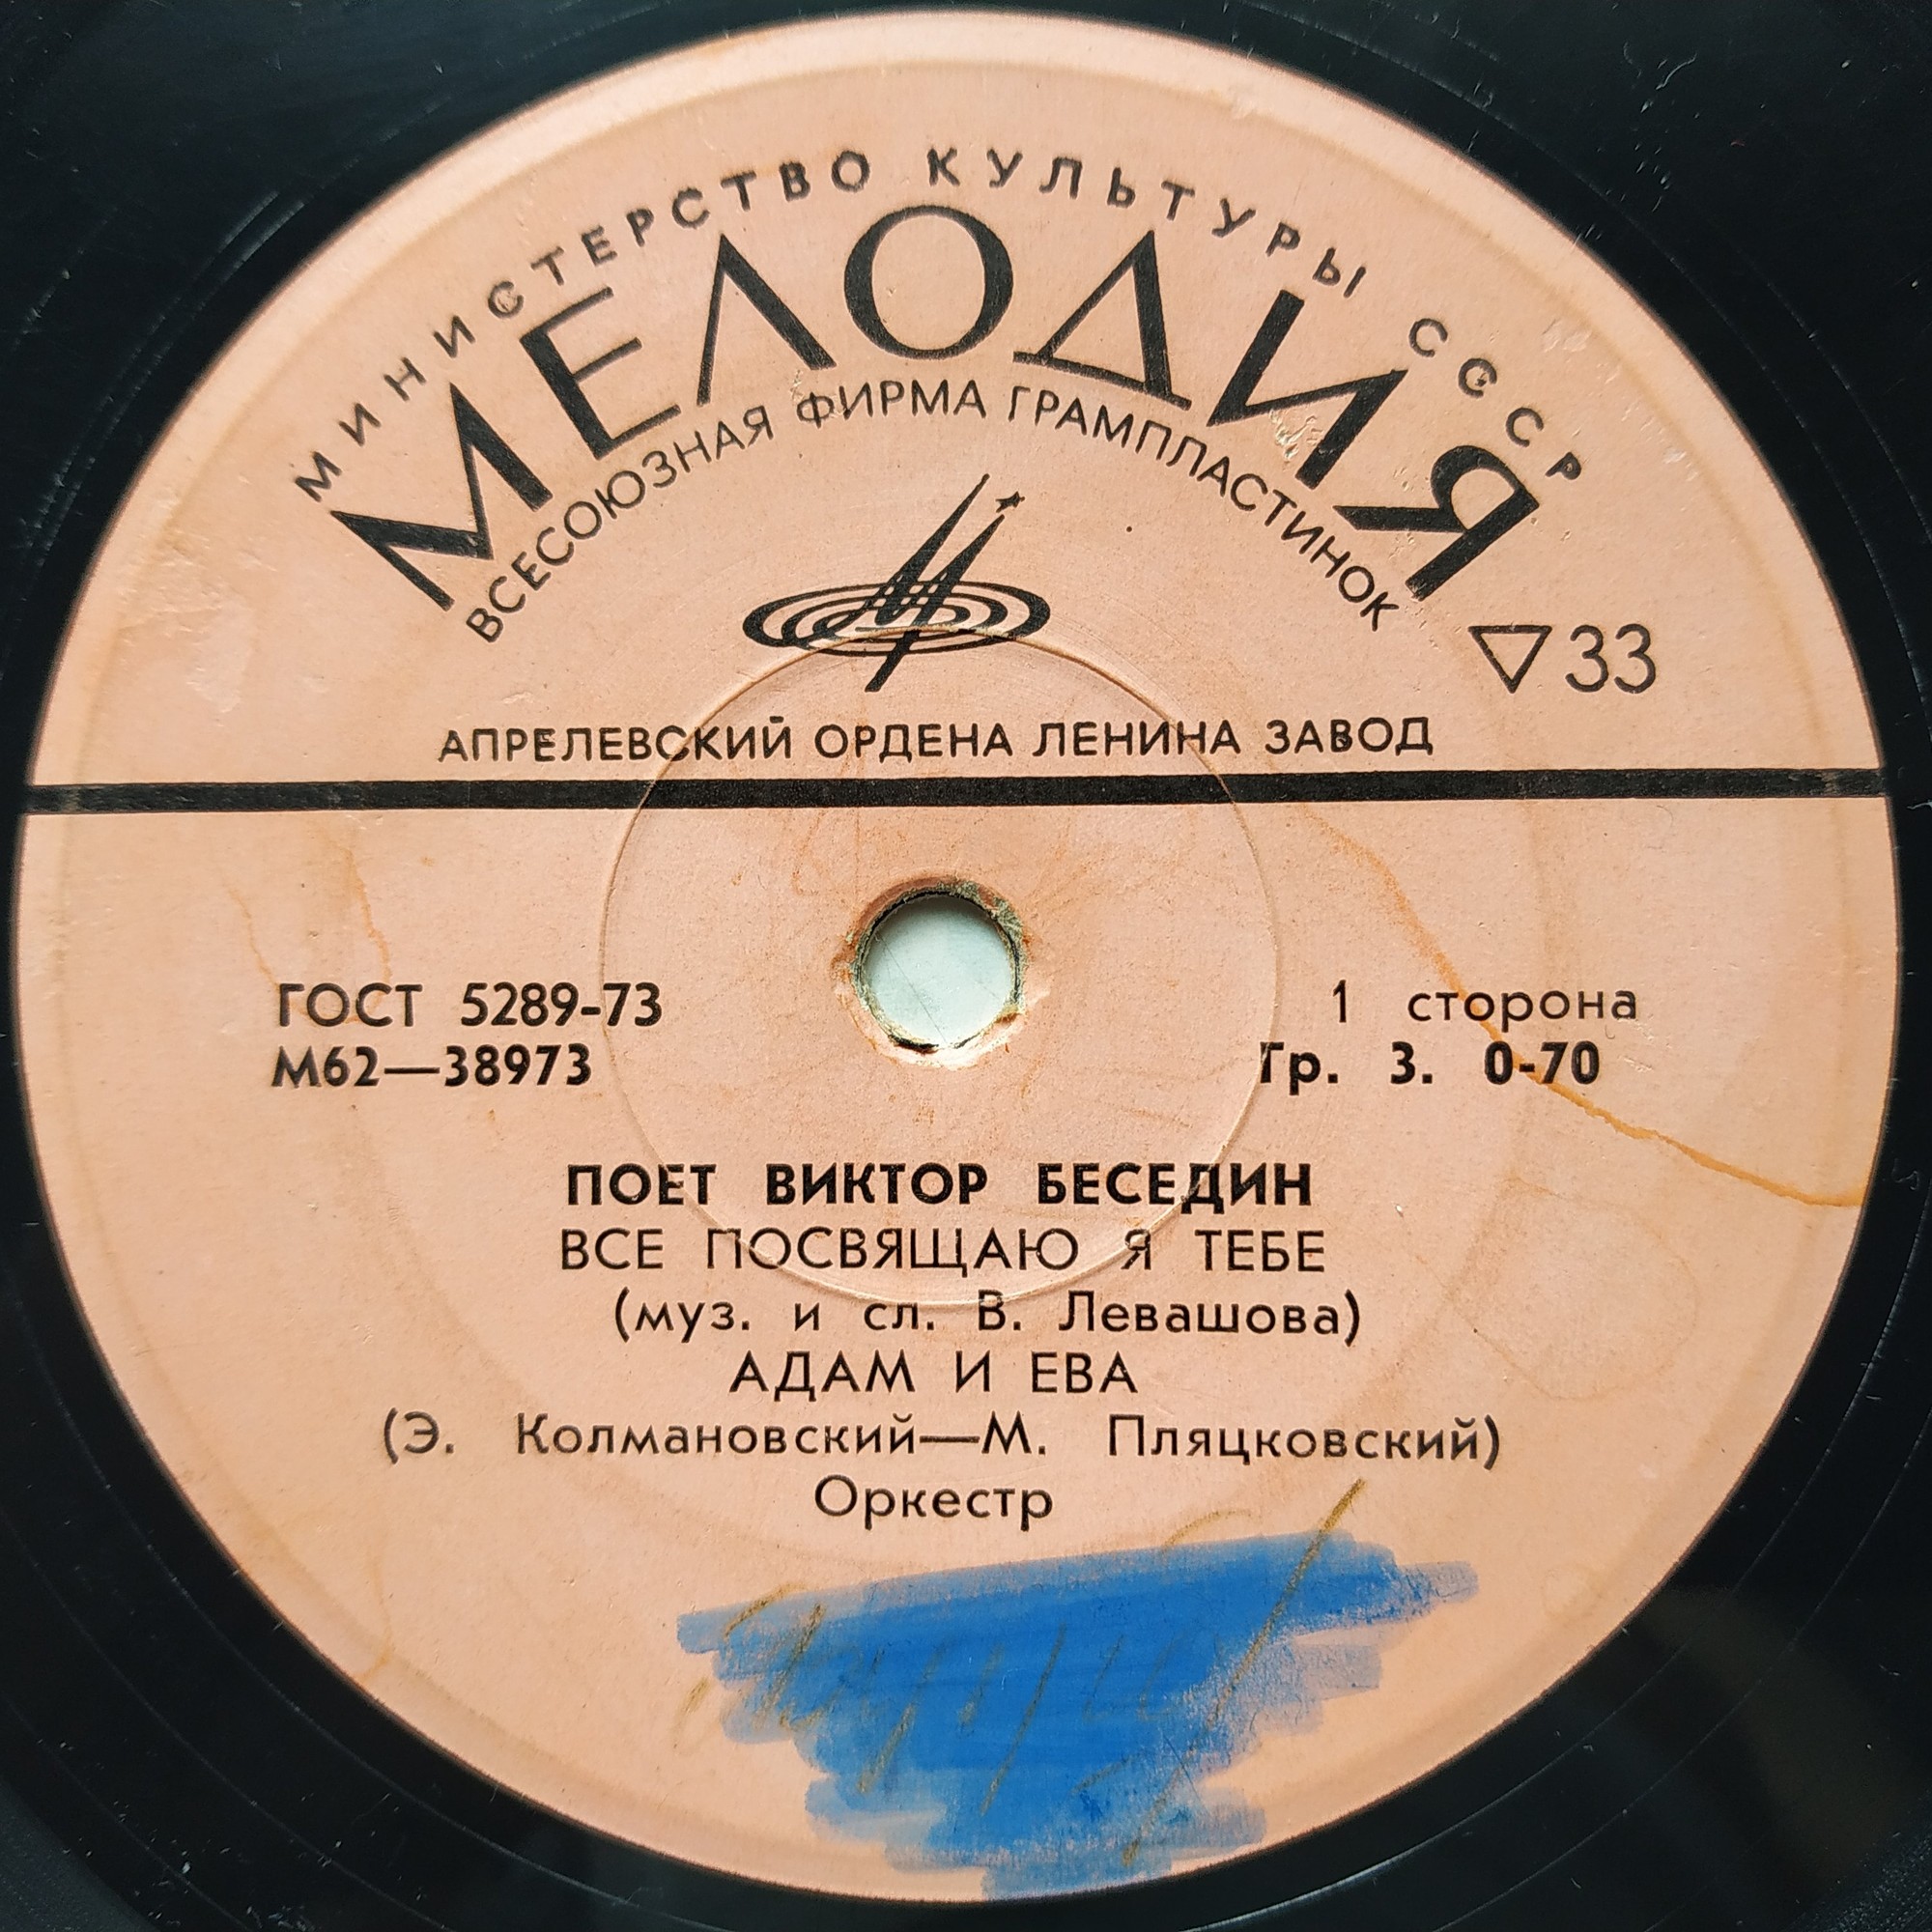 МИНИСТЕРСТВО КУЛЬТУРЫ СССР
МЕЛОДИЯ
ВСЕСОЮЗНАЯ ФИРМА ГРАМПЛАСТИНОК
33
АПРЕЛЕВСКИЙ ОРДЕНА ЛЕНИНА ЗАВОД
ГОСТ 5289-73
М62—38973
1 сторона
Гр. 3. 0-70
ПОЕТ ВИКТОР БЕСЕДИН
ВСЕ ПОСВЯЩАЮ Я ТЕБЕ
(муз. и сл. В. Левашова)
АДАМ И ЕВА
(Э. Колмановский—М. Пляцковский)
Оркестр